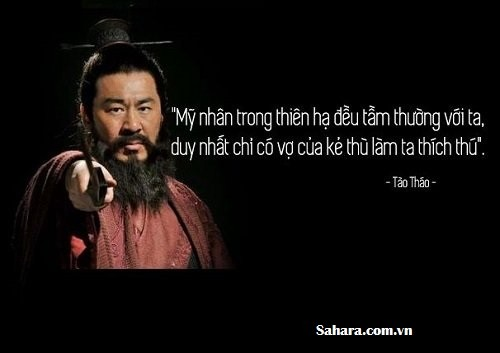 "Mỹ nhân trong thiên hạ đều tầm thường với ta,
duy nhất chỉ có vợ của kẻ thù làm ta thích thú".
- Tào Tháo -
Sahara.com.vn